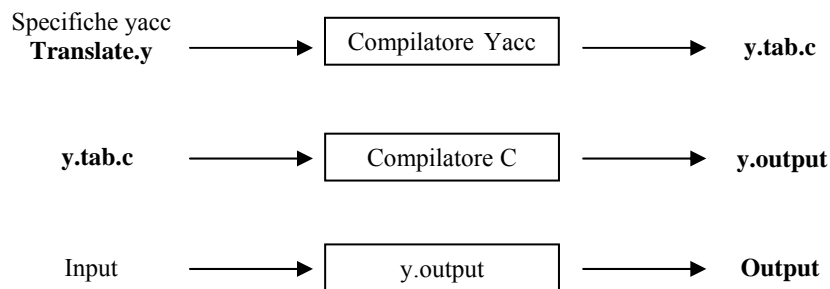 Specifiche yacc
Translate.y
Compilatore Yacc
y.tab.c
y.tab.c
Compilatore C
y.output
Input
y.output
Output